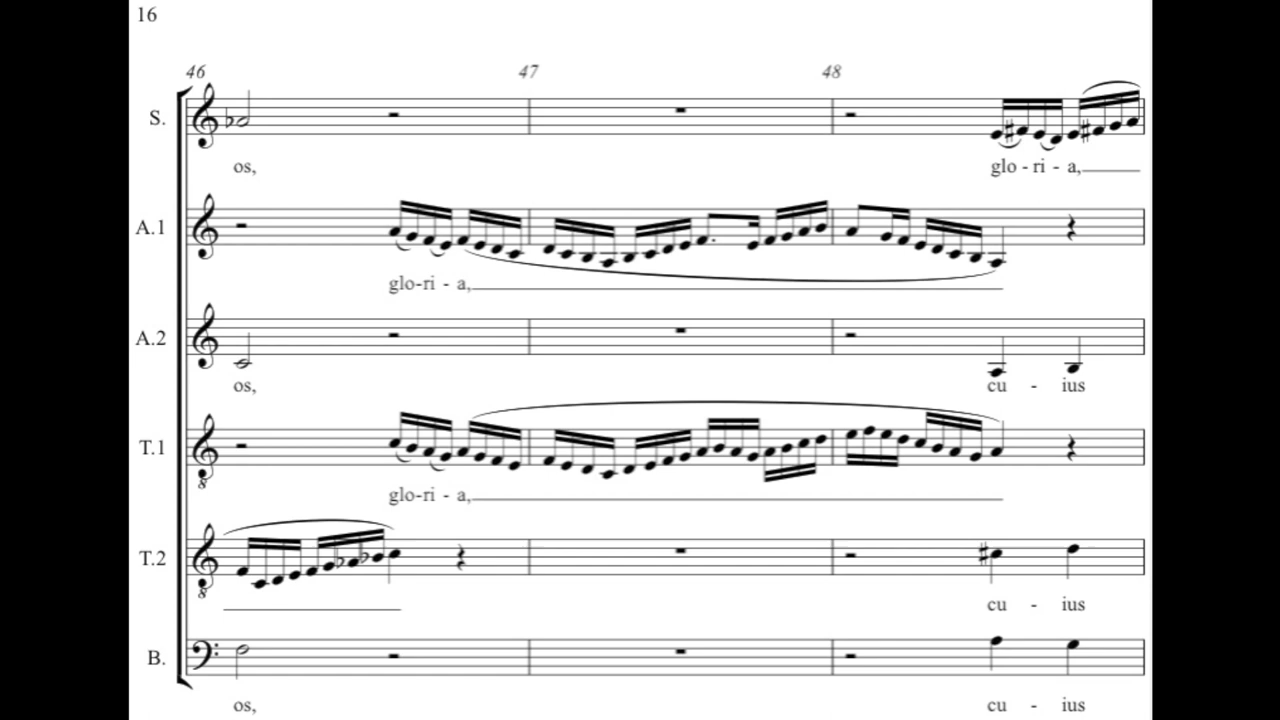 16
46 47 48
S.
os, glo - ri - a,
A.1
glo-ri - a,
A.2
os, cu - ius
T.1
glo-ri - a,
T.2
cu - ius
B.
os, cu - ius